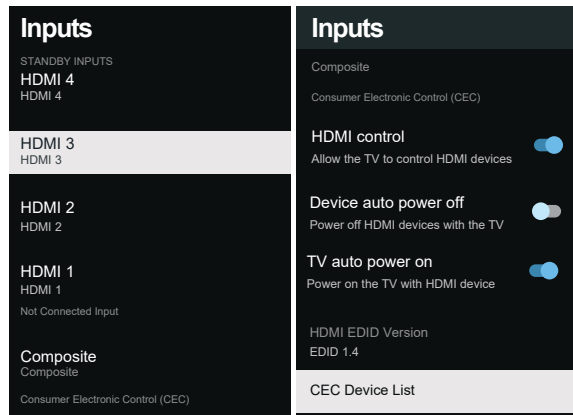 Inputs
STANDBY INPUTS
HDMI 4
HDMI 4
HDMI 3
HDMI 3
HDMI 2
HDMI 2
HDMI 1
HDMI 1
Not Connected Input
Composite
Composite
Consumer Electronic Control (CEC)
Inputs
Composite
Consumer Electronic Control (CEC)
HDMI control
Allow the TV to control HDMI devices
Device auto power off
Power off HDMI devices with the TV
TV auto power on
Power on the TV with HDMI device
HDMI EDID Version
EDID 1.4
CEC Device List